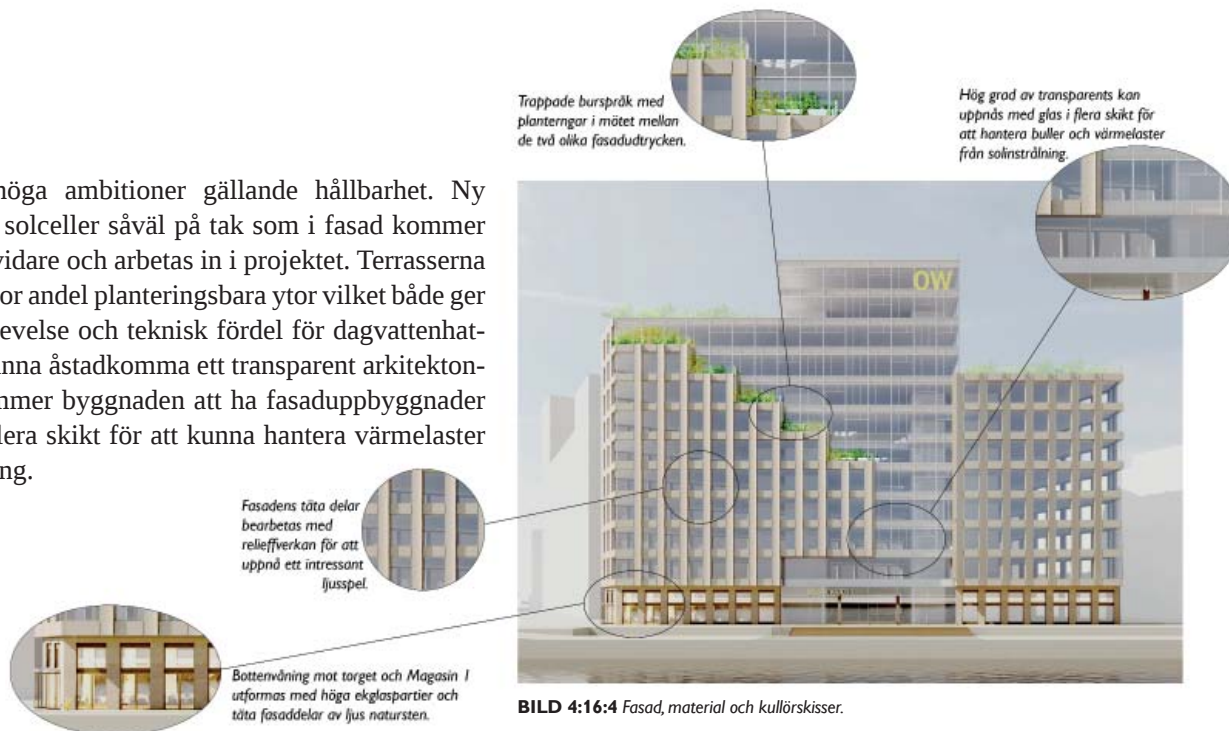 Trappade burspråk med
planterngar i mötet mellan
de två olika fasadudtrycken.
Hög grad av transparents kan
uppnås med glas i flera skikt för
att hantera buller och värmelaster
från solinstrålning.
höga ambitioner gällande hållbarhet. Ny
solceller såväl på tak som i fasad kommer
vidare och arbetas in i projektet. Terrasserna
or andel planteringsbara ytor vilket både ger
evelse och teknisk fördel för dagvattenhat-
nna åstadkomma ett transparent arkitekton-
mmer byggnaden att ha fasaduppbyggnader
lera skikt för att kunna hantera värmelaster
ng.
OW
Fasadens täta delar
bearbetas med
relieffverkan för att
uppnå ett intressant
ljusspel.
Bottenvåning mot torget och Magasin 1
utformas med höga ekglaspartier och
täta fasaddelar av ljus natursten.
BILD 4:16:4 Fasad, material och kullörskisser.